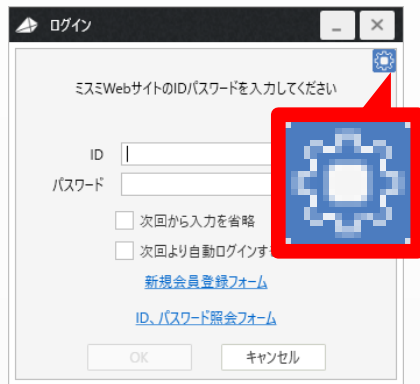 ログイン
ミスミWebサイトのIDパスワードを入力してください
ID
パスワード
次回から入力を省略
次回より自動ログインす
新規会員登録フォーム
ID、パスワード照会フォーム
OK
キャンセル